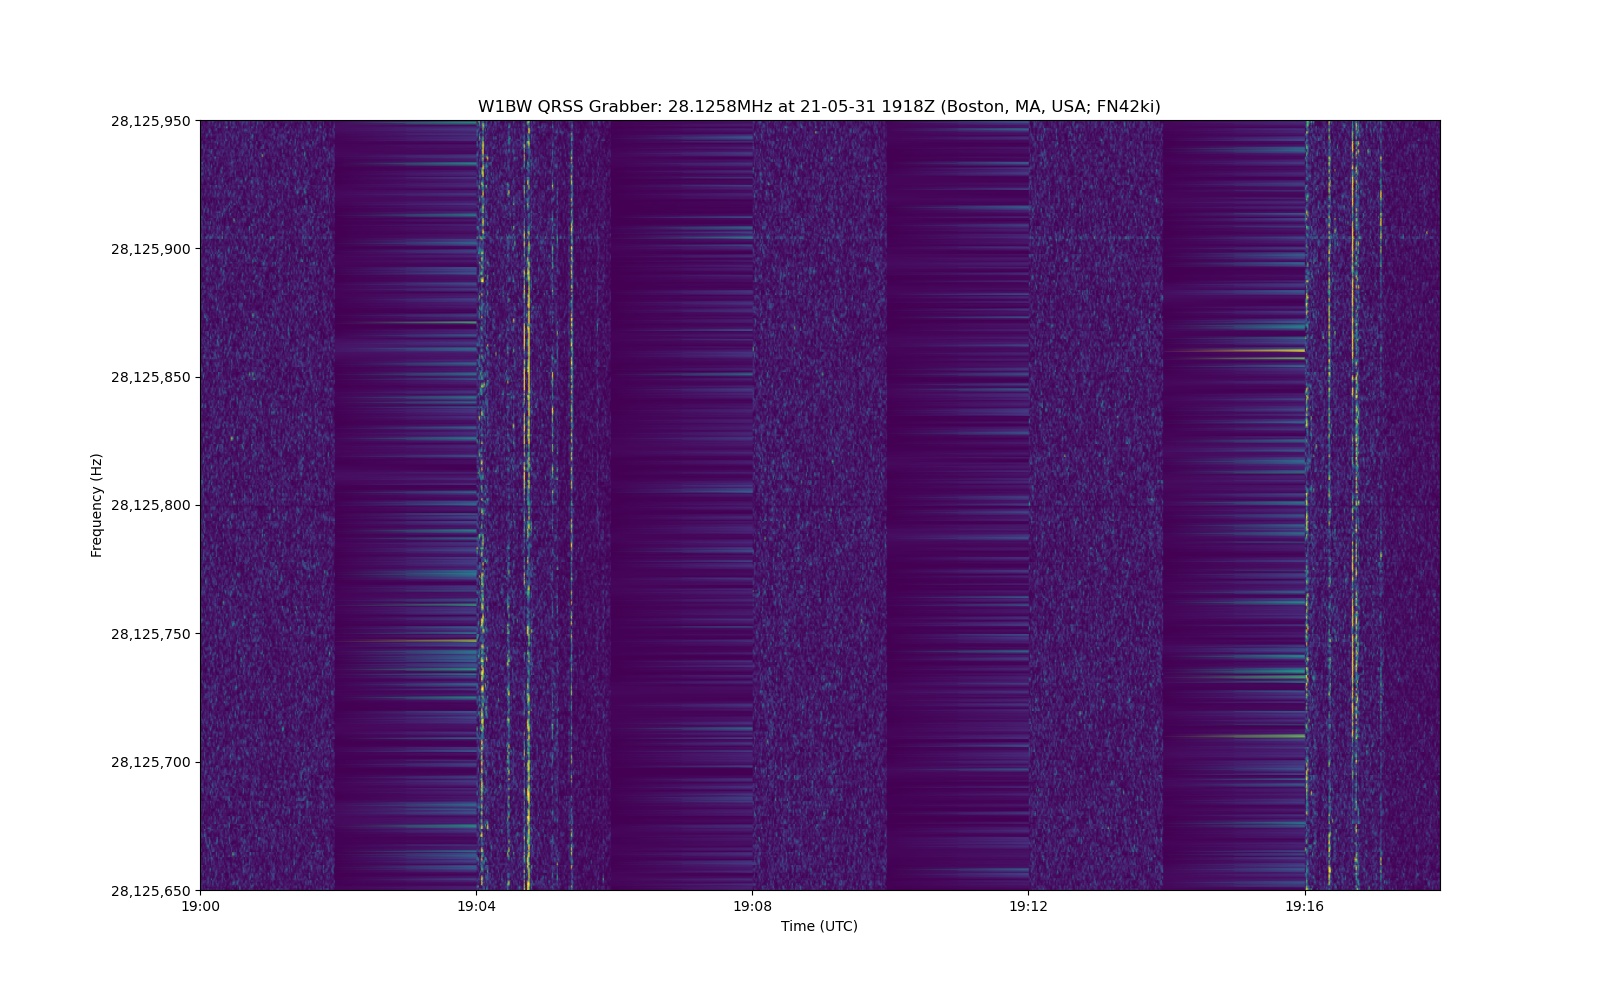 W1BW QRSS Grabber: 28.1258MHz at 21-05-31 1918Z (Boston, MA, USA; FN42ki)
28,125,950
28,125,900
28,125,850
28,125,800
28,125,750
28,125,700
28,125,650
Frequency (Hz)
19:00 19:04 19:08 19:12 19:16
Time (UTC)